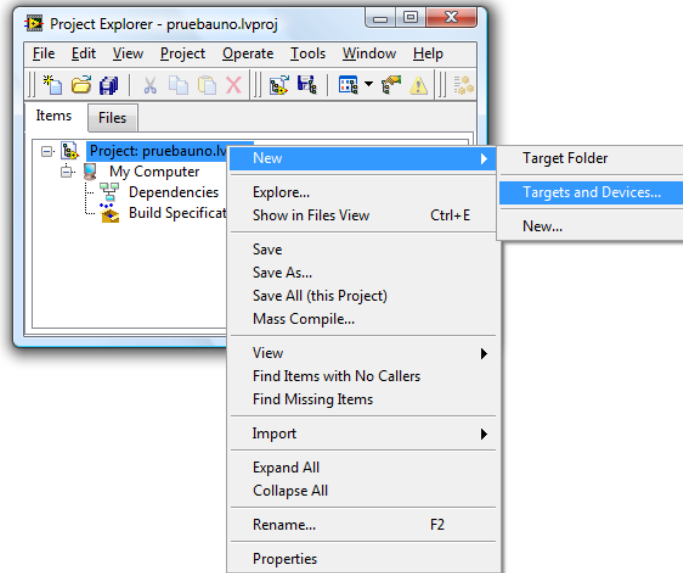 Project Explorer - pruebauno.lvproj
File Edit View Project Operate Tools Window Help
Items Files
Project: pruebauno.lv
My Computer
Dependencies
Build Specificat
New
Explore...
Show in Files View Ctrl+E
Save
Save As...
Save All (this Project)
Mass Compile...
View
Find Items with No Callers
Find Missing Items
Import
Expand All
Collapse All
Rename... F2
Properties
Target Folder
Targets and Devices...
New...